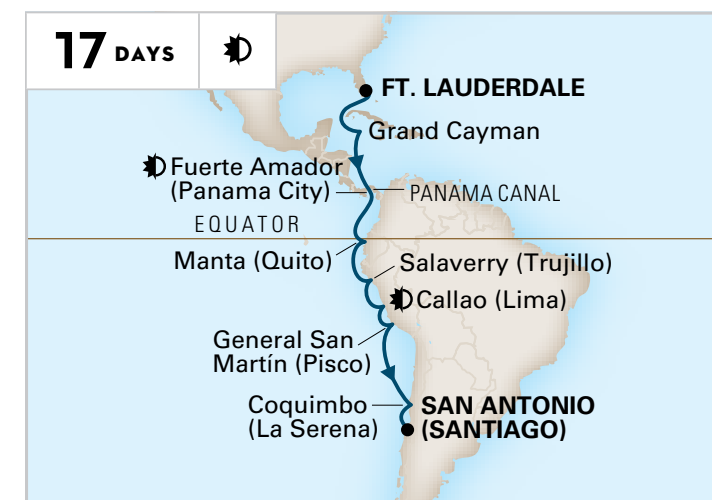 17 DAYS
FT. LAUDERDALE
Grand Cayman
Fuerte Amador
(Panama City)
PANAMA CANAL
EQUATOR
Manta (Quito)
Salaverry (Trujillo)
Callao (Lima)
General San
Martín (Pisco)
Coquimbo
(La Serena)
SAN ANTONIO
(SANTIAGO)